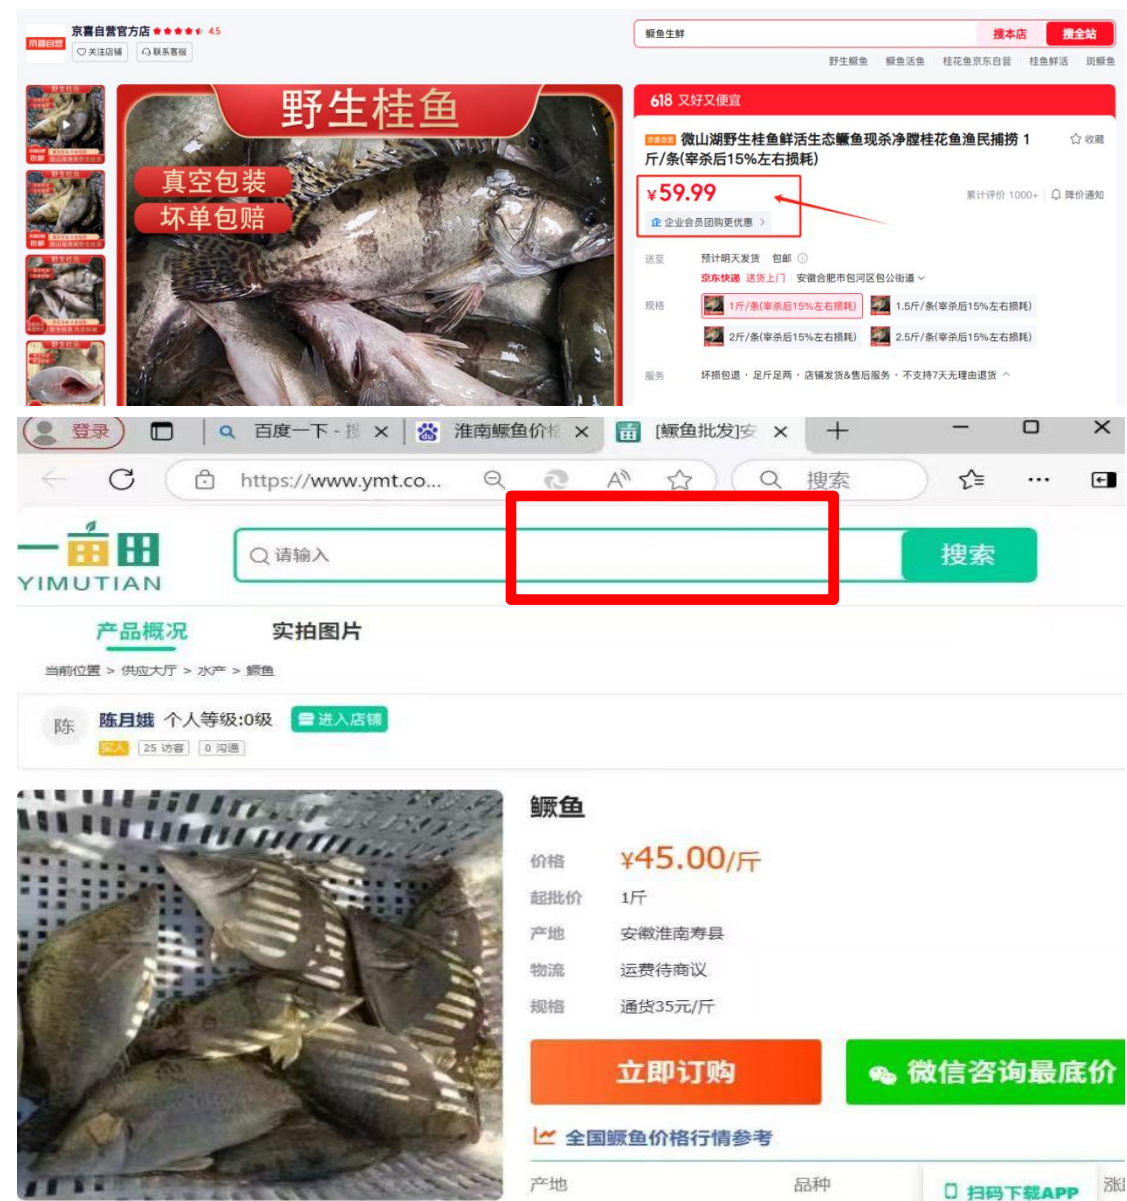 京喜自营官方店 4.5
京喜自营
关注店铺 联系客服
鳜鱼生鲜 搜本店 搜全站
野生鳜鱼 鳜鱼活鱼 桂花鱼京东自营 桂鱼鲜活 斑鳜鱼
野生桂鱼
真空包装
坏单包赔
618 又好又便宜
京喜自营 微山湖野生桂鱼鲜活生态鳜鱼现杀净膛桂花鱼渔民捕捞 1
斤/条(宰杀后15%左右损耗)
收藏
¥59.99
累计评价 1000+ 降价通知
企业会员团购更优惠 >
送至 预计明天发货 包邮
京东快递 送货上门 安徽合肥市包河区包公街道
规格 1斤/条(宰杀后15%左右损耗) 1.5斤/条(宰杀后15%左右损耗)
2斤/条(宰杀后15%左右损耗) 2.5斤/条(宰杀后15%左右损耗)
服务 坏损包退 · 足斤足两 · 店铺发货&售后服务 · 不支持7天无理由退货
登录 百度一下 - 搜 淮南鳜鱼价格 [鳜鱼批发]安
https://www.ymt.co... 搜索
一亩田
YIMUTIAN
请输入 搜索
产品概况 实拍图片
当前位置 > 供应大厅 > 水产 > 鳜鱼
陈 陈月娥 个人等级:0级 进入店铺
实人 25 访客 0 沟通
鳜鱼
价格 ¥45.00/斤
起批价 1斤
产地 安徽淮南寿县
物流 运费待商议
规格 通货35元/斤
立即订购 微信咨询最底价
全国鳜鱼价格行情参考
产地 品种
扫码下载APP